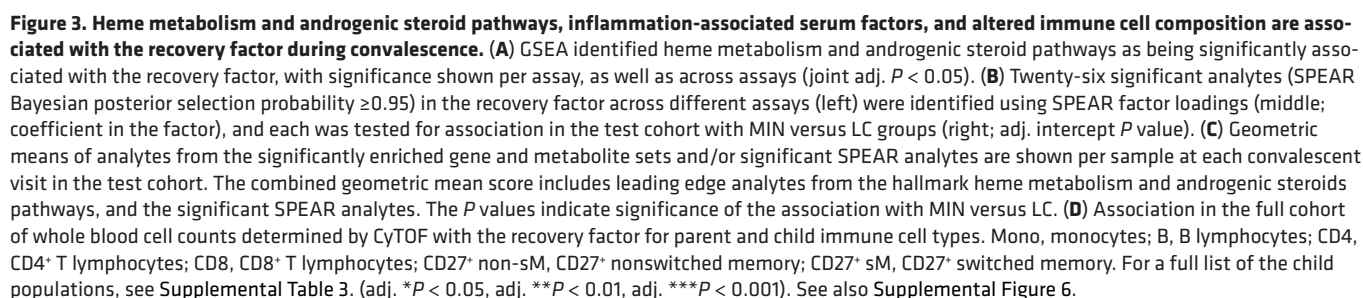 Figure 3. Heme metabolism and androgenic steroid pathways, inflammation-associated serum factors, and altered immune cell composition are asso-
ciated with the recovery factor during convalescence. (A) GSEA identified heme metabolism and androgenic steroid pathways as being significantly asso-
ciated with the recovery factor, with significance shown per assay, as well as across assays (joint adj. P < 0.05). (B) Twenty-six significant analytes (SPEAR
Bayesian posterior selection probability ≥0.95) in the recovery factor across different assays (left) were identified using SPEAR factor loadings (middle;
coefficient in the factor), and each was tested for association in the test cohort with MIN versus LC groups (right; adj. intercept P value). (C) Geometric
means of analytes from the significantly enriched gene and metabolite sets and/or significant SPEAR analytes are shown per sample at each convalescent
visit in the test cohort. The combined geometric mean score includes leading edge analytes from the hallmark heme metabolism and androgenic steroids
pathways, and the significant SPEAR analytes. The P values indicate significance of the association with MIN versus LC. (D) Association in the full cohort
of whole blood cell counts determined by CyTOF with the recovery factor for parent and child immune cell types. Mono, monocytes; B, B lymphocytes; CD4,
CD4⁺ T lymphocytes; CD8, CD8⁺ T lymphocytes; CD27⁺ non-sM, CD27⁺ nonswitched memory; CD27⁺ sM, CD27⁺ switched memory. For a full list of the child
populations, see Supplemental Table 3. (adj. *P < 0.05, adj. **P < 0.01, adj. ***P < 0.001). See also Supplemental Figure 6.